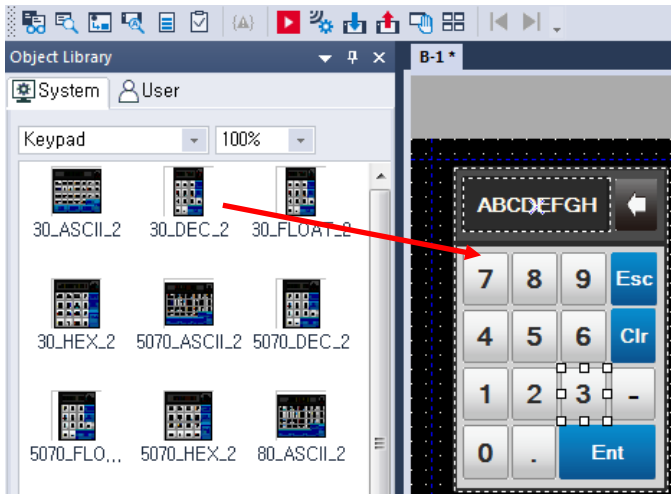 {A}
Object Library
B-1 *
System
User
Keypad
100%
30_ASCII_2 30_DEC_2 30_FLOAT_2
30_HEX_2 5070_ASCII_2 5070_DEC_2
5070_FLO... 5070_HEX_2 80_ASCII_2
ABCDEFGH
7 8 9 Esc
4 5 6 Clr
1 2 3 -
0 . Ent